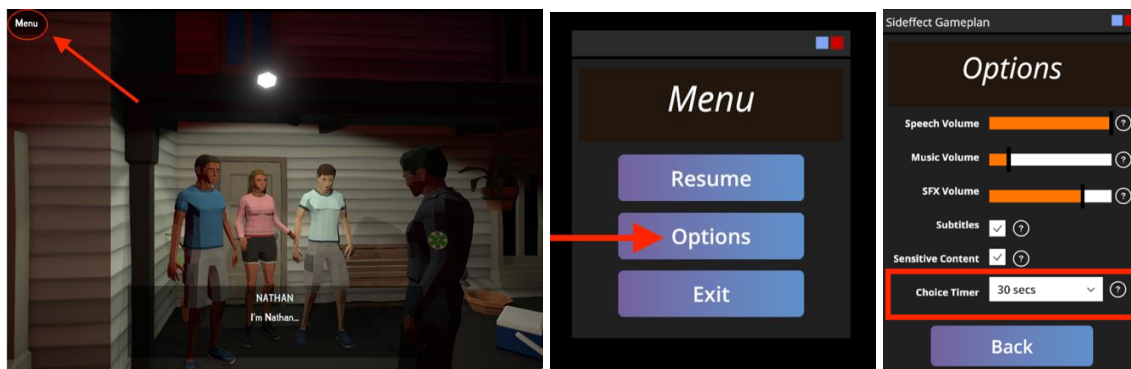 Menu
NATHAN
I'm Nathan...
Menu
Resume
Options
Exit
Sideffect Gameplan
Options
Speech Volume ?
Music Volume ?
SFX Volume ?
Subtitles ?
Sensitive Content ?
Choice Timer 30 secs ?
Back